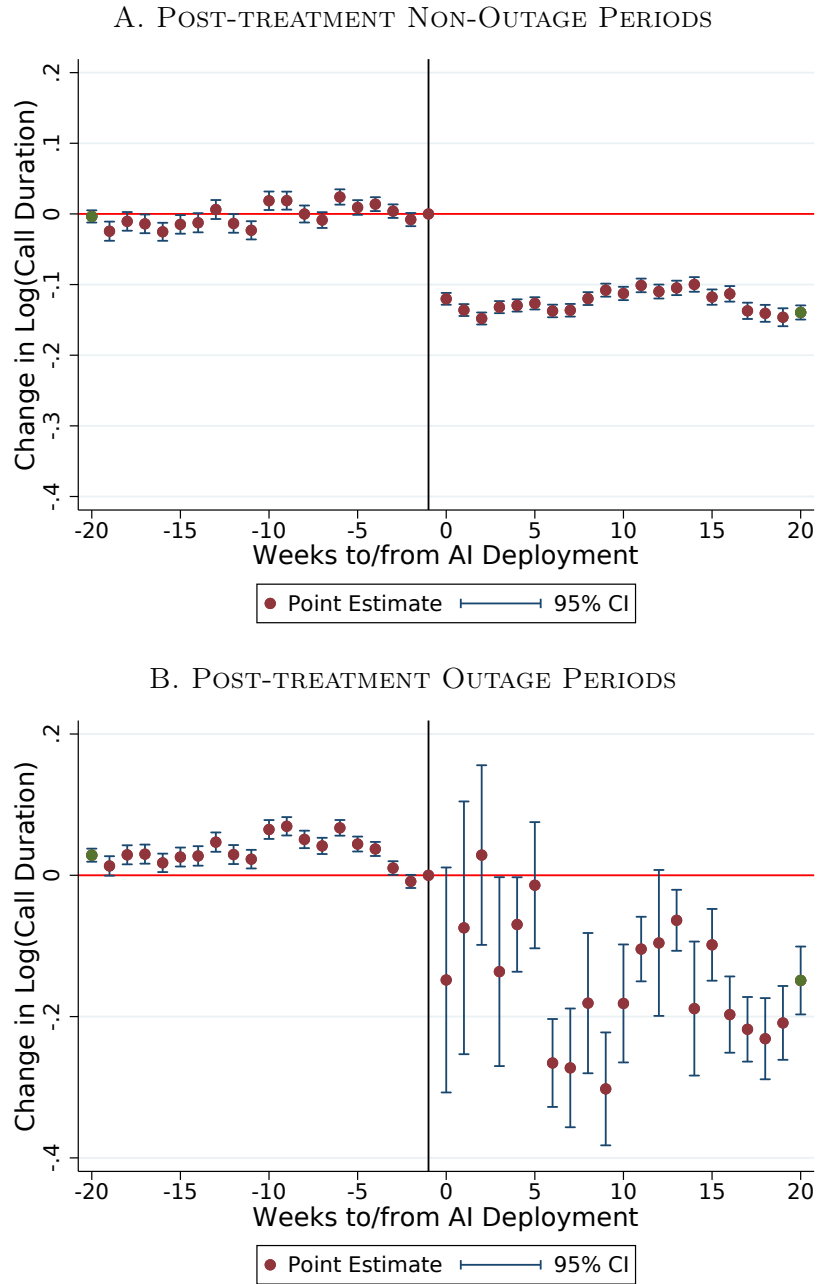 A. Post-treatment Non-Outage Periods
Change in Log(Call Duration)
.2
.1
0
-.1
-.2
-.3
-.4
-20 -15 -10 -5 0 5 10 15 20
Weeks to/from AI Deployment
Point Estimate 95% CI
B. Post-treatment Outage Periods
Change in Log(Call Duration)
.2
0
-.2
-.4
-20 -15 -10 -5 0 5 10 15 20
Weeks to/from AI Deployment
Point Estimate 95% CI